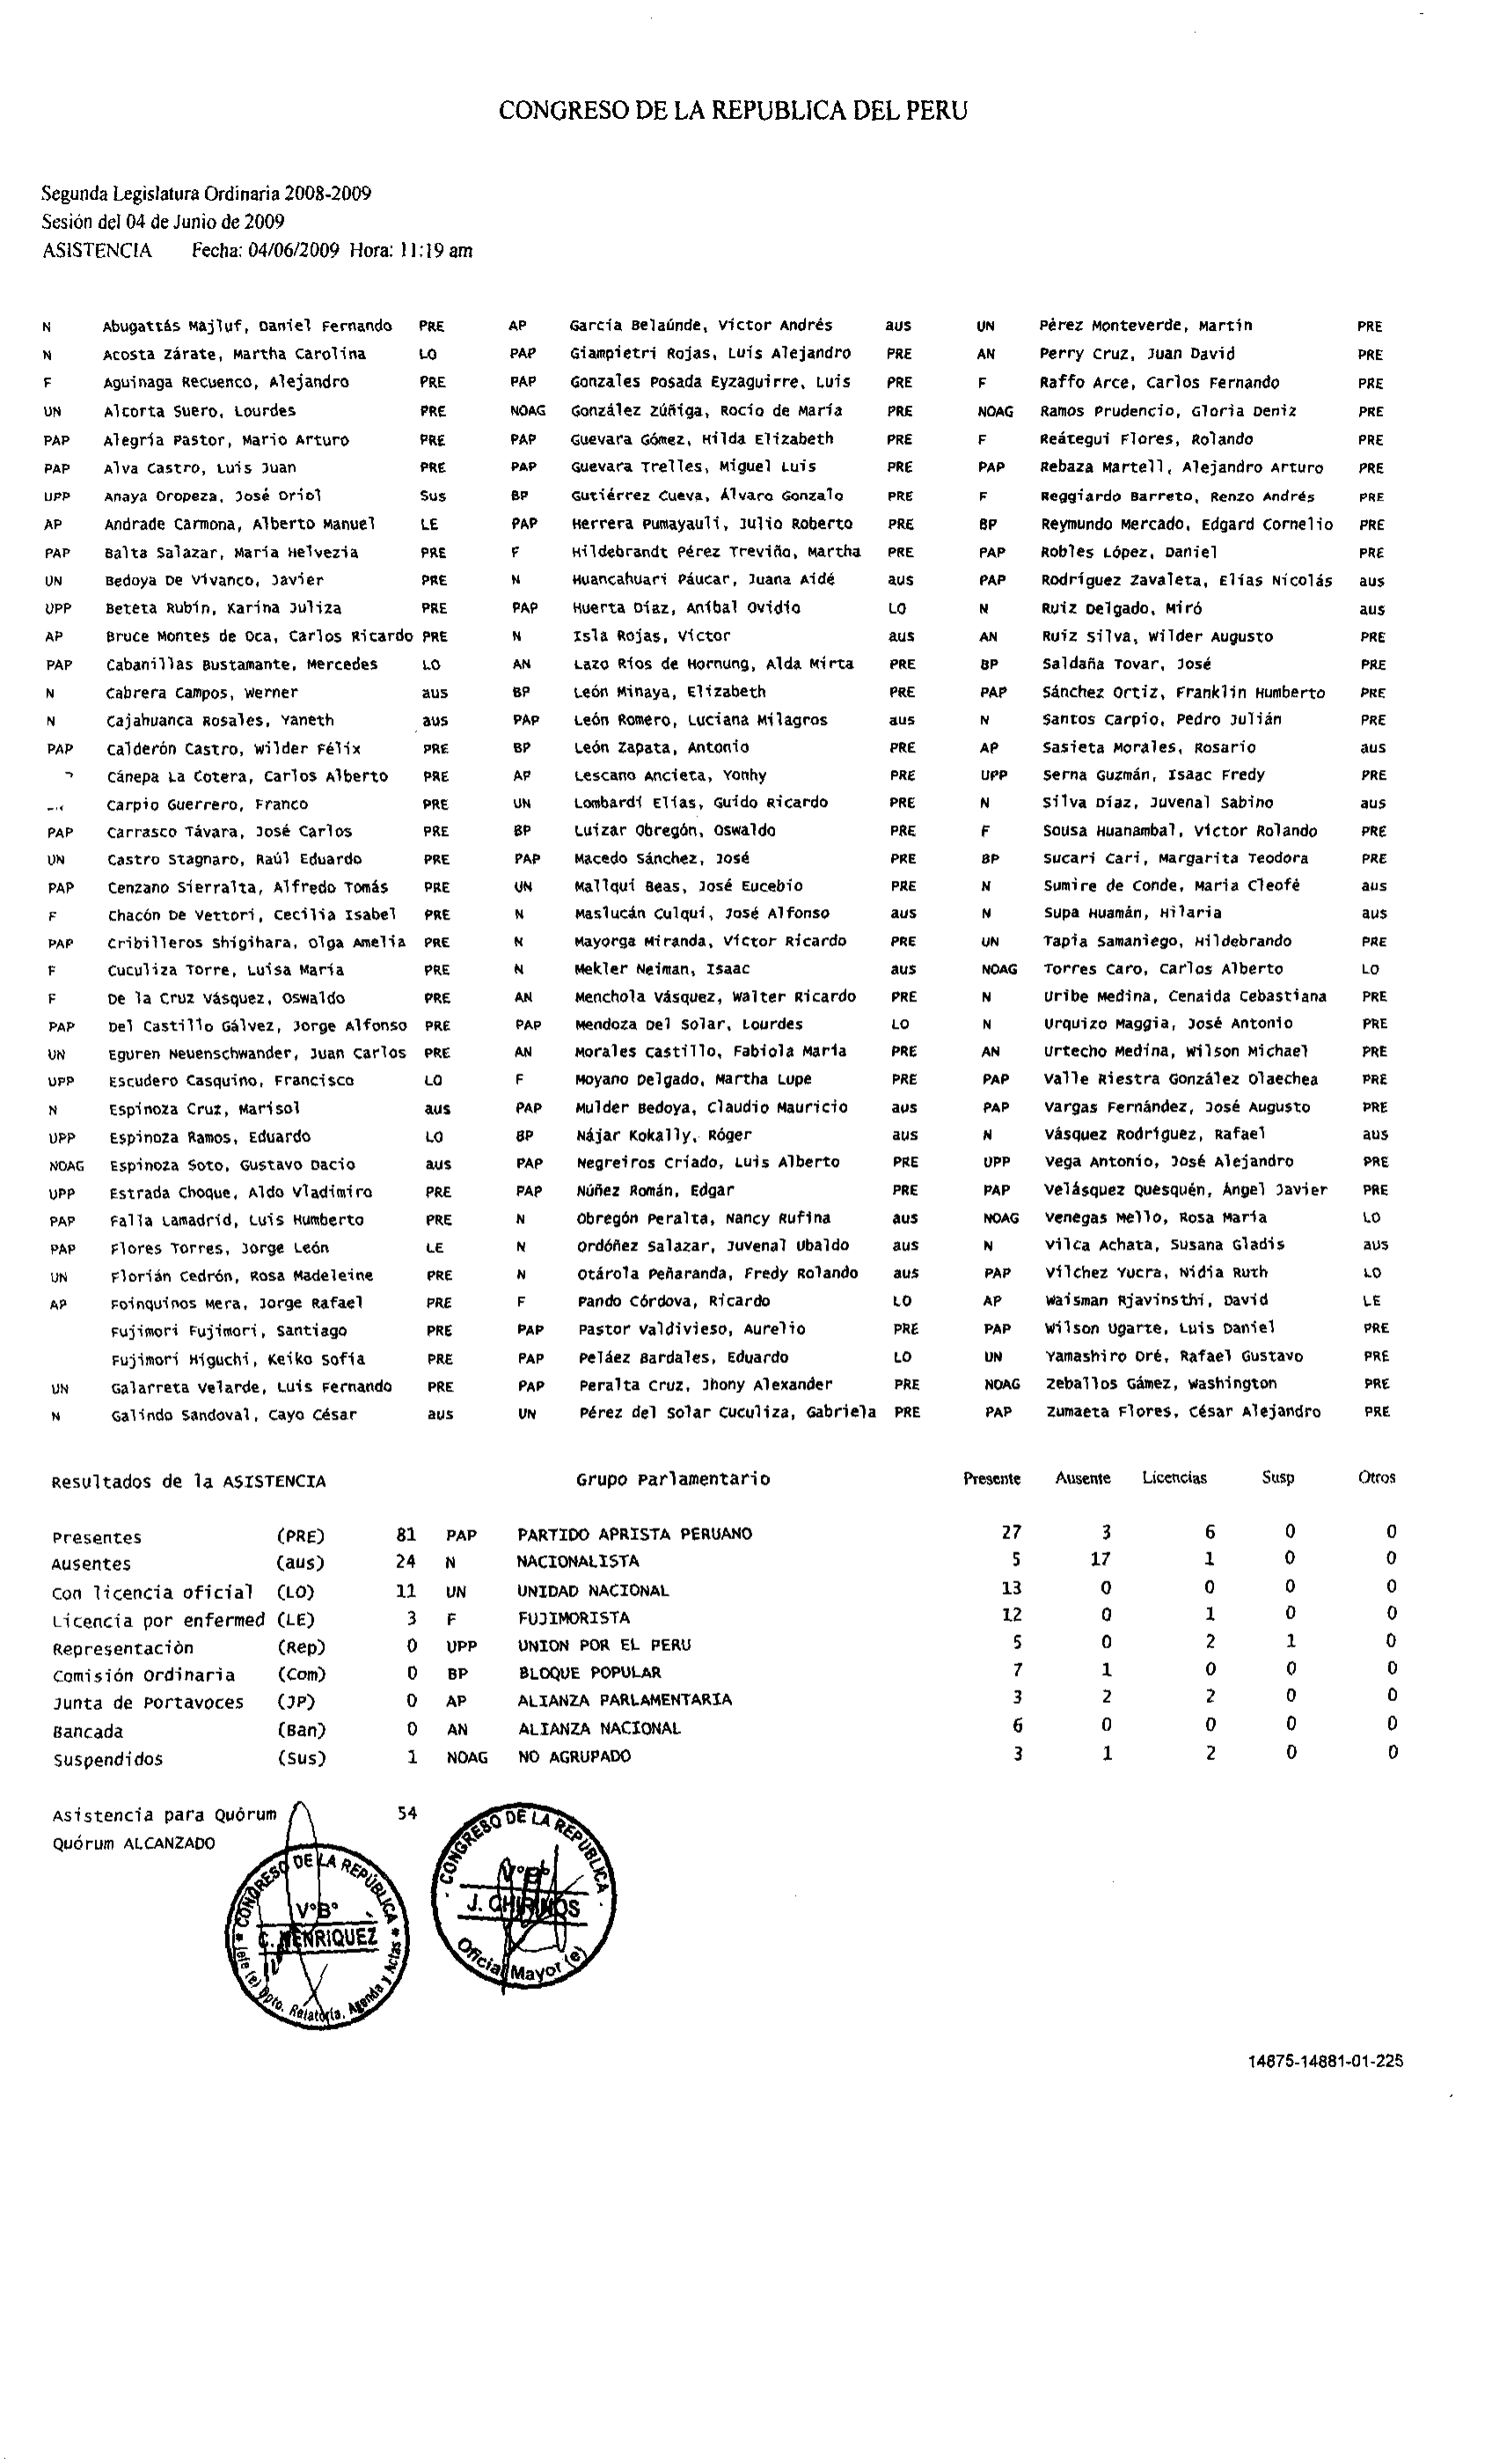 CONGRESO DE LA REPUBLICA DEL PERU
Segunda Legislatura Ordinaria 2008-2009
Sesión del 04 de Junio de 2009
ASISTENCIA Fecha: 04/06/2009 Hora: 11:19 am
N Abugattás Majluf, Daniel Fernando PRE AP García Belaúnde, Víctor Andrés aus UN Pérez Monteverde, Martín PRE
N Acosta Zárate, Martha Carolina LO PAP Giampietri Rojas, Luis Alejandro PRE AN Perry Cruz, Juan David PRE
F Aguinaga Recuenco, Alejandro PRE PAP Gonzales Posada Eyzaguirre, Luis PRE F Raffo Arce, Carlos Fernando PRE
UN Alcorta Suero, Lourdes PRE NOAG González Zúñiga, Rocío de María PRE NOAG Ramos Prudencio, Gloria Deniz PRE
PAP Alegría Pastor, Mario Arturo PRE PAP Guevara Gómez, Hilda Elizabeth PRE F Reátegui Flores, Rolando PRE
PAP Alva Castro, Luis Juan PRE PAP Guevara Trelles, Miguel Luis PRE PAP Rebaza Martell, Alejandro Arturo PRE
UPP Anaya Oropeza, José Oriol Sus BP Gutiérrez Cueva, Álvaro Gonzalo PRE F Reggiardo Barreto, Renzo Andrés PRE
AP Andrade Carmona, Alberto Manuel LE PAP Herrera Pumayauli, Julio Roberto PRE BP Reymundo Mercado, Edgard Cornelio PRE
PAP Balta Salazar, María Helvezia PRE F Hildebrandt Pérez Treviño, Martha PRE PAP Robles López, Daniel PRE
UN Bedoya De Vivanco, Javier PRE N Huancahuari Páucar, Juana Aidé aus PAP Rodríguez Zavaleta, Elías Nicolás aus
UPP Beteta Rubín, Karina Juliza PRE PAP Huerta Díaz, Aníbal Ovidio LO N Ruiz Delgado, Miró aus
AP Bruce Montes de Oca, Carlos Ricardo PRE N Isla Rojas, Víctor aus AN Ruiz Silva, Wilder Augusto PRE
PAP Cabanillas Bustamante, Mercedes LO AN Lazo Ríos de Hornung, Alda Mirta PRE BP Saldaña Tovar, José PRE
N Cabrera Campos, Werner aus BP León Minaya, Elizabeth PRE PAP Sánchez Ortiz, Franklin Humberto PRE
N Cajahuanca Rosales, Yaneth aus PAP León Romero, Luciana Milagros aus N Santos Carpio, Pedro Julián PRE
PAP Calderón Castro, Wilder Félix PRE BP León Zapata, Antonio PRE AP Sasieta Morales, Rosario aus
Cánepa La Cotera, Carlos Alberto PRE AP Lescano Ancieta, Yonhy PRE UPP Serna Guzmán, Isaac Fredy PRE
Carpio Guerrero, Franco PRE UN Lombardi Elías, Guido Ricardo PRE N Silva Díaz, Juvenal Sabino aus
PAP Carrasco Távara, José Carlos PRE BP Luizar Obregón, Oswaldo PRE F Sousa Huanambal, Víctor Rolando PRE
UN Castro Stagnaro, Raúl Eduardo PRE PAP Macedo Sánchez, José PRE BP Sucari Cari, Margarita Teodora PRE
PAP Cenzano Sierralta, Alfredo Tomás PRE UN Mallqui Beas, José Eucebio PRE N Sumire de Conde, María Cleofé aus
F Chacón De Vettori, Cecilia Isabel PRE N Maslucán Culqui, José Alfonso aus N Supa Huamán, Hilaria aus
PAP Cribilleros Shigihara, Olga Amelia PRE N Mayorga Miranda, Víctor Ricardo PRE UN Tapia Samaniego, Hildebrando PRE
F Cuculiza Torre, Luisa María PRE N Mekler Neiman, Isaac aus NOAG Torres Caro, Carlos Alberto LO
F De la Cruz Vásquez, Oswaldo PRE AN Menchola Vásquez, Walter Ricardo PRE N Uribe Medina, Cenaida Cebastiana PRE
PAP Del Castillo Gálvez, Jorge Alfonso PRE PAP Mendoza Del Solar, Lourdes LO N Urquizo Maggia, José Antonio PRE
UN Eguren Neuenschwander, Juan Carlos PRE AN Morales Castillo, Fabiola María PRE AN Urtecho Medina, Wilson Michael PRE
UPP Escudero Casquino, Francisco LO F Moyano Delgado, Martha Lupe PRE PAP Valle Riestra González Olaechea PRE
N Espinoza Cruz, Marisol aus PAP Mulder Bedoya, Claudio Mauricio aus PAP Vargas Fernández, José Augusto PRE
UPP Espinoza Ramos, Eduardo LO BP Nájar Kokally, Róger aus N Vásquez Rodríguez, Rafael aus
NOAG Espinoza Soto, Gustavo Dacio aus PAP Negreiros Criado, Luis Alberto PRE UPP Vega Antonio, José Alejandro PRE
UPP Estrada Choque, Aldo Vladimiro PRE PAP Núñez Román, Edgar PRE PAP Velásquez Quesquén, Ángel Javier PRE
PAP Falla Lamadrid, Luis Humberto PRE N Obregón Peralta, Nancy Rufina aus NOAG Venegas Mello, Rosa María LO
PAP Flores Torres, Jorge León LE N Ordóñez Salazar, Juvenal Ubaldo aus N Vilca Achata, Susana Gladis aus
UN Florián Cedrón, Rosa Madeleine PRE N Otárola Peñaranda, Fredy Rolando aus PAP Vilchez Yucra, Nidia Ruth LO
AP Foinquinos Mera, Jorge Rafael PRE F Pando Córdova, Ricardo LO AP Waisman Rjavinsthi, David LE
Fujimori Fujimori, Santiago PRE PAP Pastor Valdivieso, Aurelio PRE PAP Wilson Ugarte, Luis Daniel PRE
Fujimori Higuchi, Keiko Sofía PRE PAP Peláez Bardales, Eduardo LO UN Yamashiro Oré, Rafael Gustavo PRE
UN Galarreta Velarde, Luis Fernando PRE PAP Peralta Cruz, Jhony Alexander PRE NOAG Zeballos Gámez, Washington PRE
N Galindo Sandoval, Cayo César aus UN Pérez del Solar Cuculiza, Gabriela PRE PAP Zumaeta Flores, César Alejandro PRE
Resultados de la ASISTENCIA Grupo Parlamentario Presente Ausente Licencias Susp Otros
Presentes (PRE) 81 PAP PARTIDO APRISTA PERUANO 27 3 6 0 0
Ausentes (aus) 24 N NACIONALISTA 5 17 1 0 0
Con licencia oficial (LO) 11 UN UNIDAD NACIONAL 13 0 0 0 0
Licencia por enfermed (LE) 3 F FUJIMORISTA 12 0 1 0 0
Representación (Rep) 0 UPP UNION POR EL PERU 5 0 2 1 0
Comisión Ordinaria (Com) 0 BP BLOQUE POPULAR 7 1 0 0 0
Junta de Portavoces (JP) 0 AP ALIANZA PARLAMENTARIA 3 2 2 0 0
Bancada (Ban) 0 AN ALIANZA NACIONAL 6 0 0 0 0
Suspendidos (Sus) 1 NOAG NO AGRUPADO 3 1 2 0 0
Asistencia para Quórum 54
Quórum ALCANZADO
CONGRESO DE LA REPÚBLICA
V°B°
C. HENRIQUEZ
Jefe (e) Dpto. Relatoría, Agenda y Actas
CONGRESO DE LA REPUBLICA
V°B°
J. CHIRINOS
Oficial Mayor (e)
14875-14881-01-225